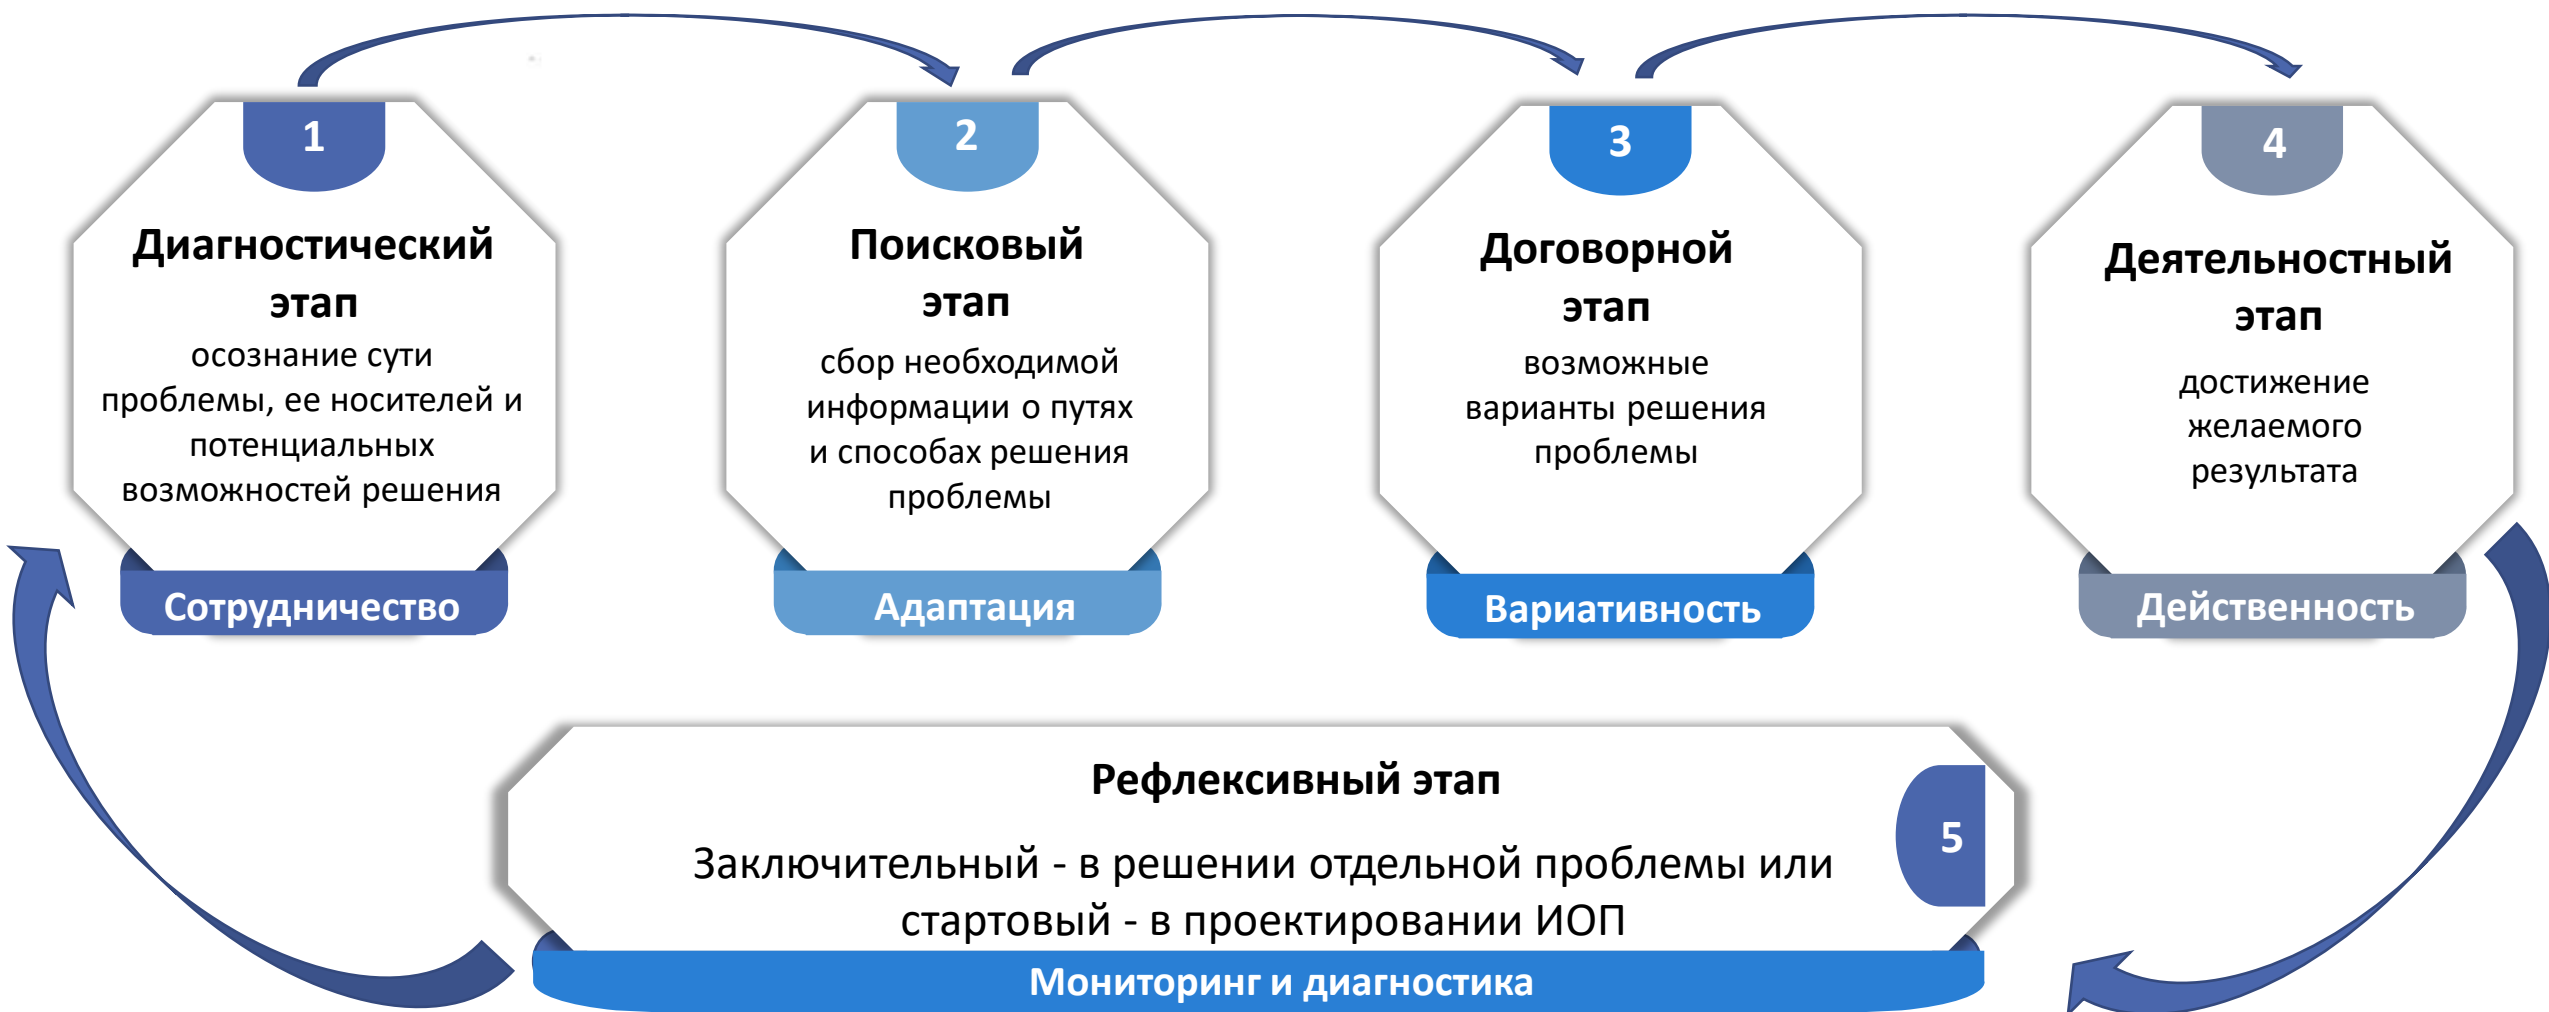 1
Диагностический
этап
осознание сути
проблемы, ее носителей и
потенциальных
возможностей решения
Сотрудничество
2
Поисковый
этап
сбор необходимой
информации о путях
и способах решения
проблемы
Адаптация
3
Договорной
этап
возможные
варианты решения
проблемы
Вариативность
4
Деятельностный
этап
достижение
желаемого
результата
Действенность
Рефлексивный этап
5
Заключительный - в решении отдельной проблемы или
стартовый - в проектировании ИОП
Мониторинг и диагностика